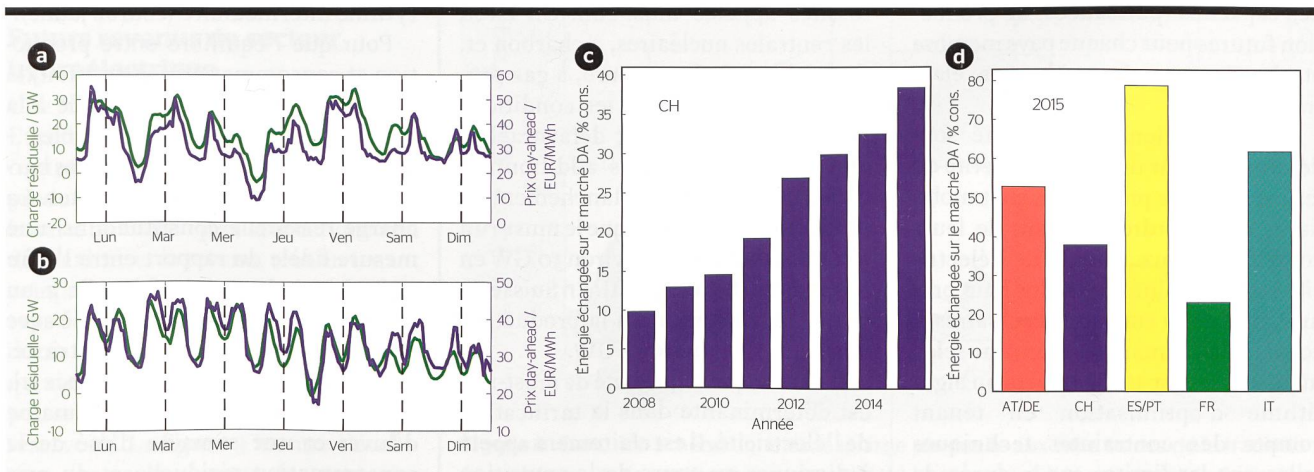 a
Charge résiduelle / GW
40
30
20
10
0
-10
-20
60
50
40
30
20
10
0
Prix day-ahead /
EUR/MWh
Lun
Mar
Mer
Jeu
Ven
Sam
Dim
b
Charge résiduelle / GW
30
20
10
0
-10
50
40
30
20
10
Prix day-ahead /
EUR/MWh
Lun
Mar
Mer
Jeu
Ven
Sam
Dim
c
Énergie échangée sur le marché DA / % cons.
40
35
30
25
20
15
10
5
0
CH
2008
2010
2012
2014
Année
d
Énergie échangée sur le marché DA / % cons.
80
70
60
50
40
30
20
10
0
2015
AT/DE
CH
ES/PT
FR
IT